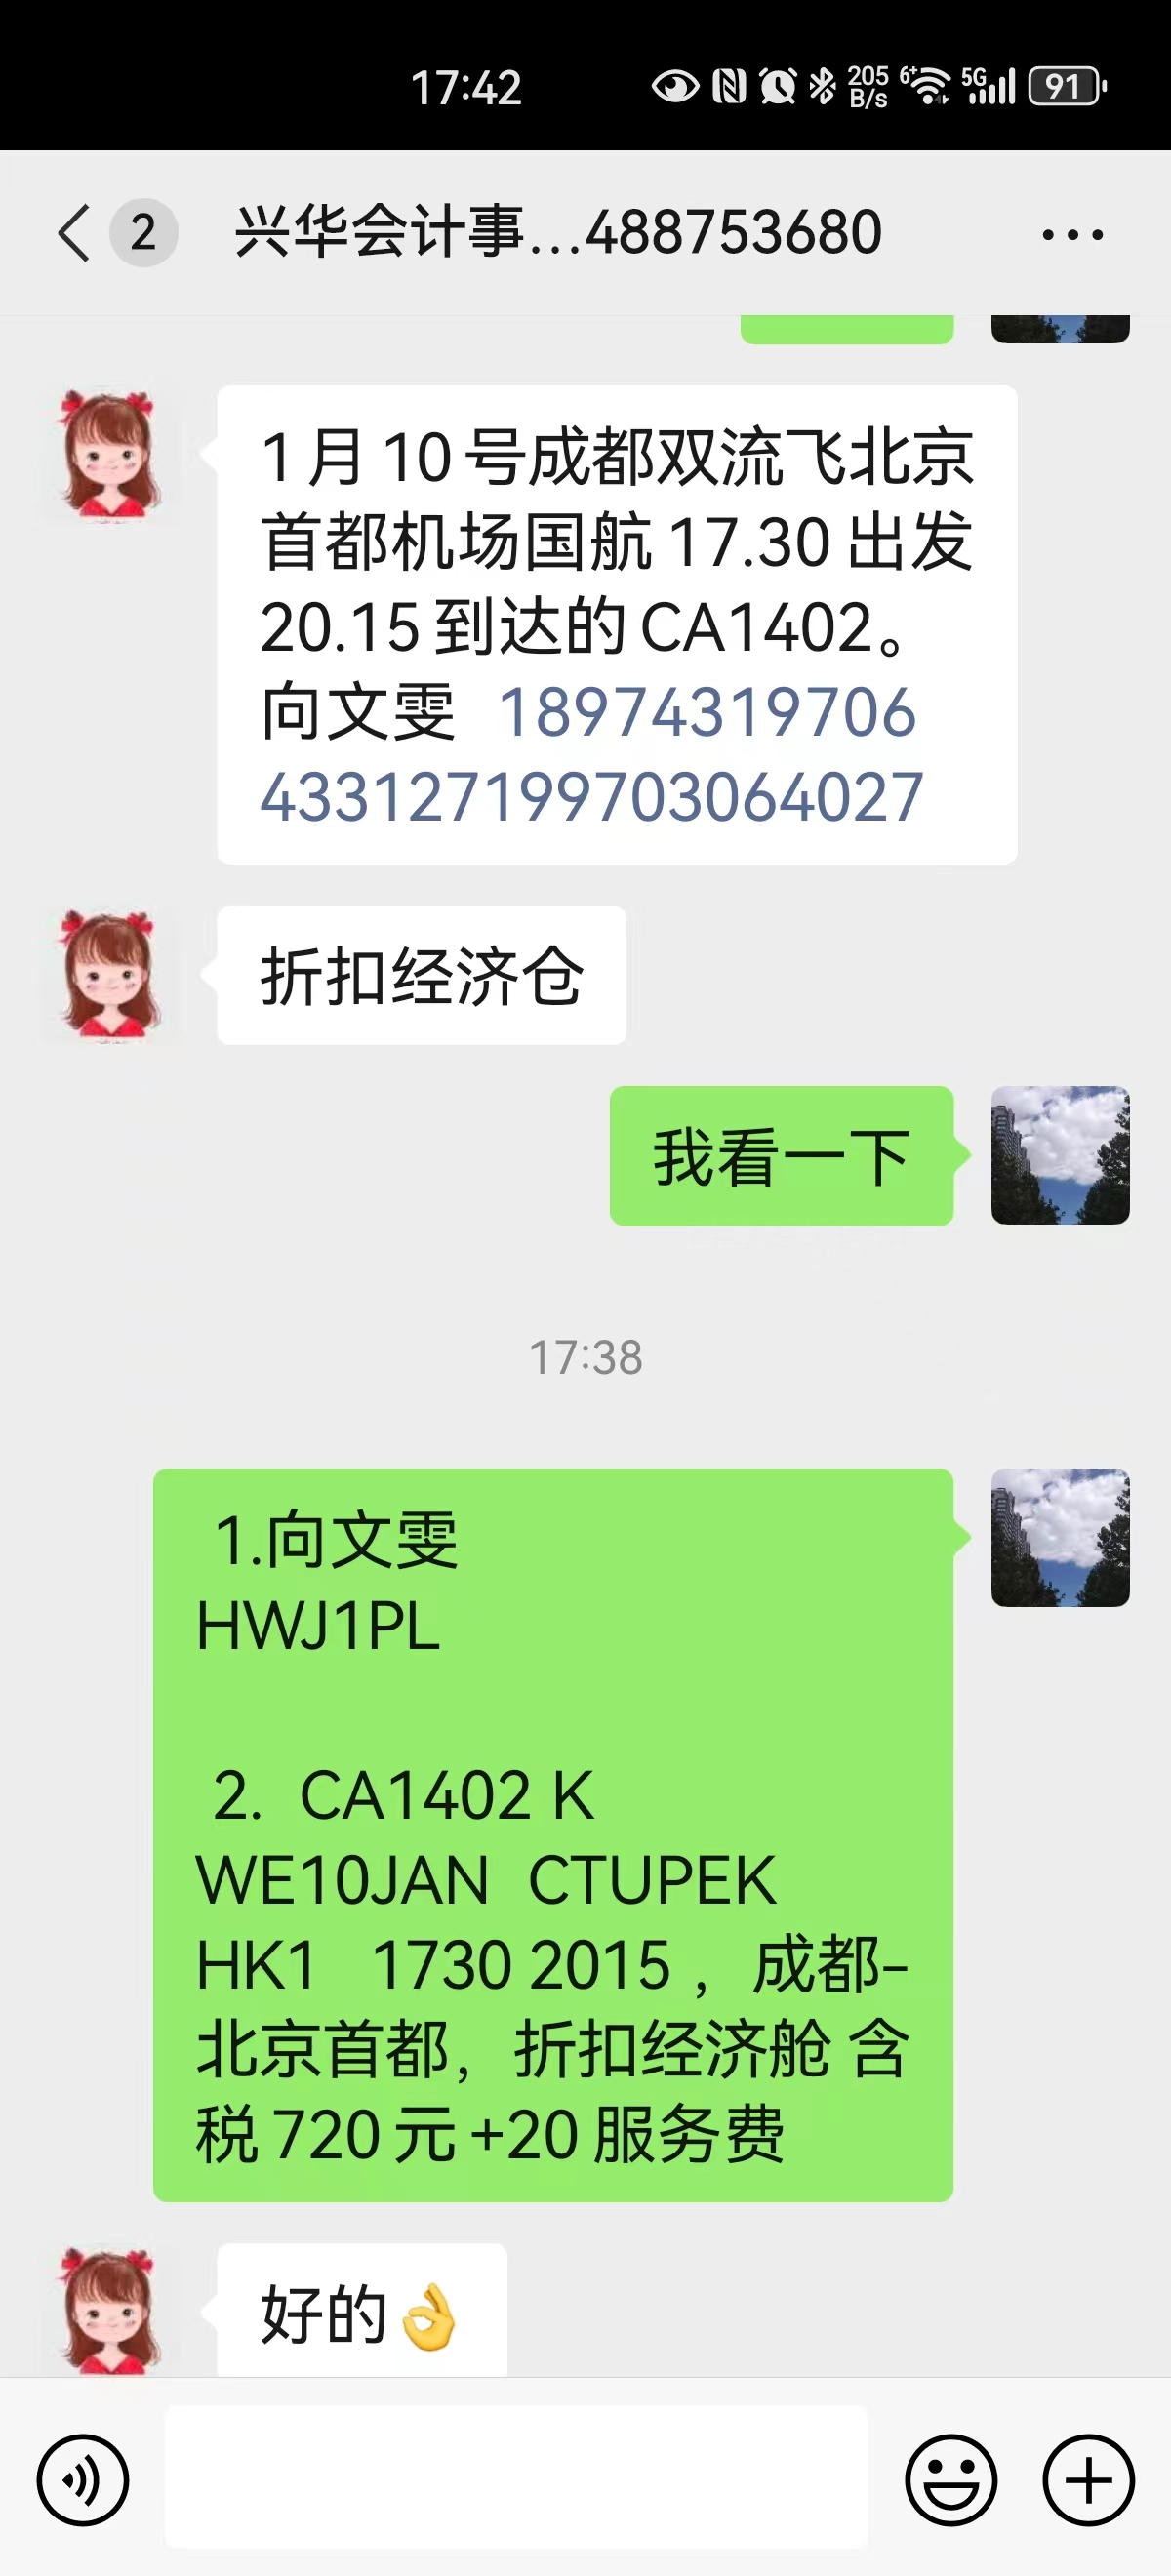 17:42
205 B/s
6+
5G
91
2
兴华会计事...488753680
1月10号成都双流飞北京
首都机场国航17.30出发
20.15到达的CA1402。
向文雯 18974319706
433127199703064027
折扣经济仓
我看一下
17:38
1.向文雯
HWJ1PL
2. CA1402 K
WE10JAN CTUPEK
HK1 1730 2015 ，成都-
北京首都，折扣经济舱 含
税720元+20服务费
好的👌